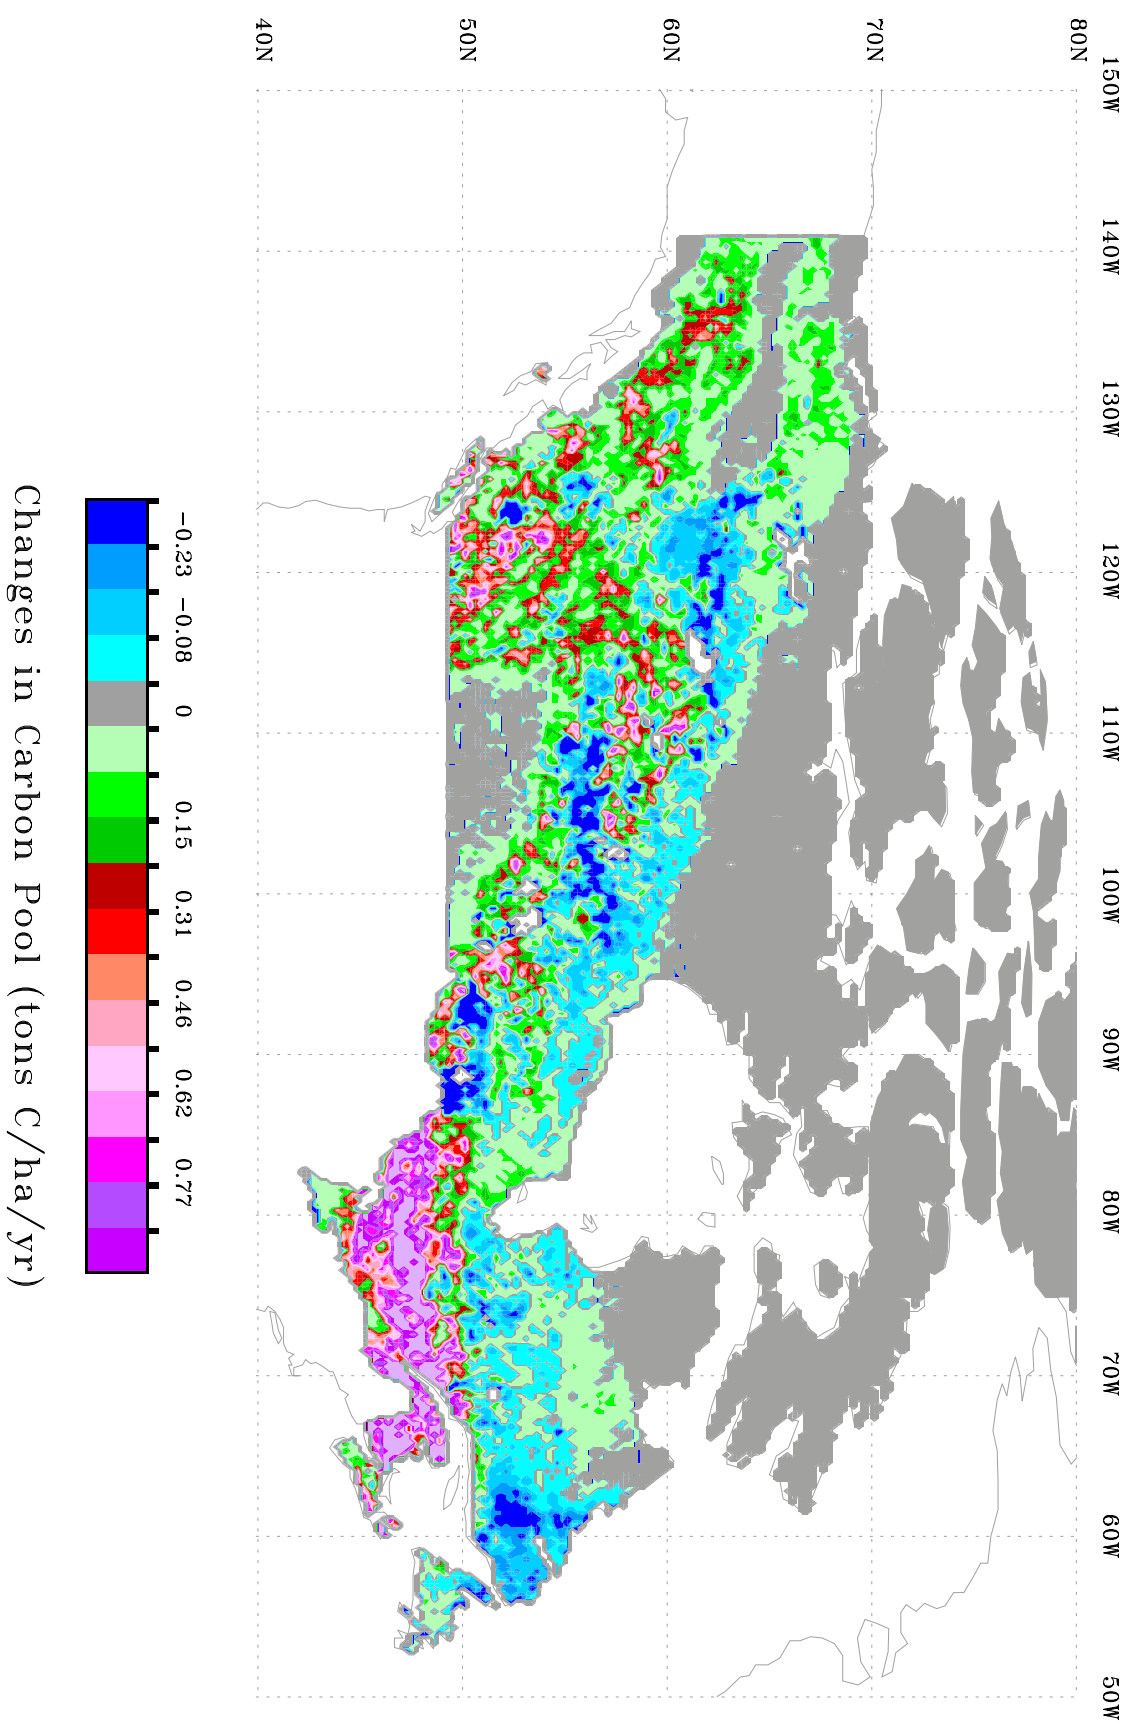 80N
70N
60N
50N
40N
150W
140W
130W
120W
110W
100W
90W
80W
70W
60W
50W
−0.23
−0.08
0
0.15
0.31
0.46
0.62
0.77
Changes in Carbon Pool (tons C/ha/yr)